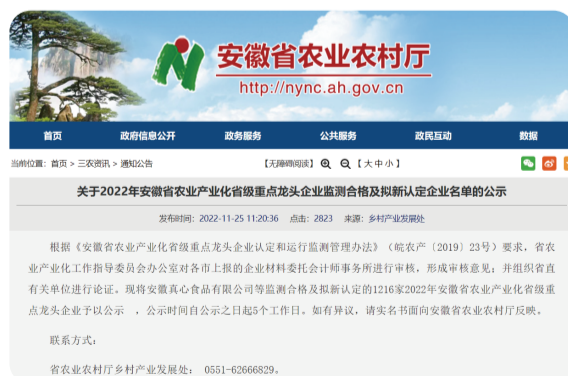 安徽省农业农村厅
http://nync.ah.gov.cn
首页 政府信息公开 政务服务 公共服务 政民互动 数据
当前位置：首页 > 三农资讯 > 通知公告 【无障碍阅读】 【 大 中 小 】
关于2022年安徽省农业产业化省级重点龙头企业监测合格及拟新认定企业名单的公示
发布时间：2022-11-25 11:20:36 点击：2823 来源：乡村产业发展处
根据《安徽省农业产业化省级重点龙头企业认定和运行监测管理办法》（皖农产〔2019〕23号）要求，省农
业产业化工作指导委员会办公室对各市上报的企业材料委托会计师事务所进行审核，形成审核意见；并组织省直
有关单位进行论证。现将安徽真心食品有限公司等监测合格及拟新认定的1216家2022年安徽省农业产业化省级重
点龙头企业予以公示 ，公示时间自公示之日起5个工作日。如有异议，请实名书面向安徽省农业农村厅反映。
联系方式：
省农业农村厅乡村产业发展处： 0551-62666829。